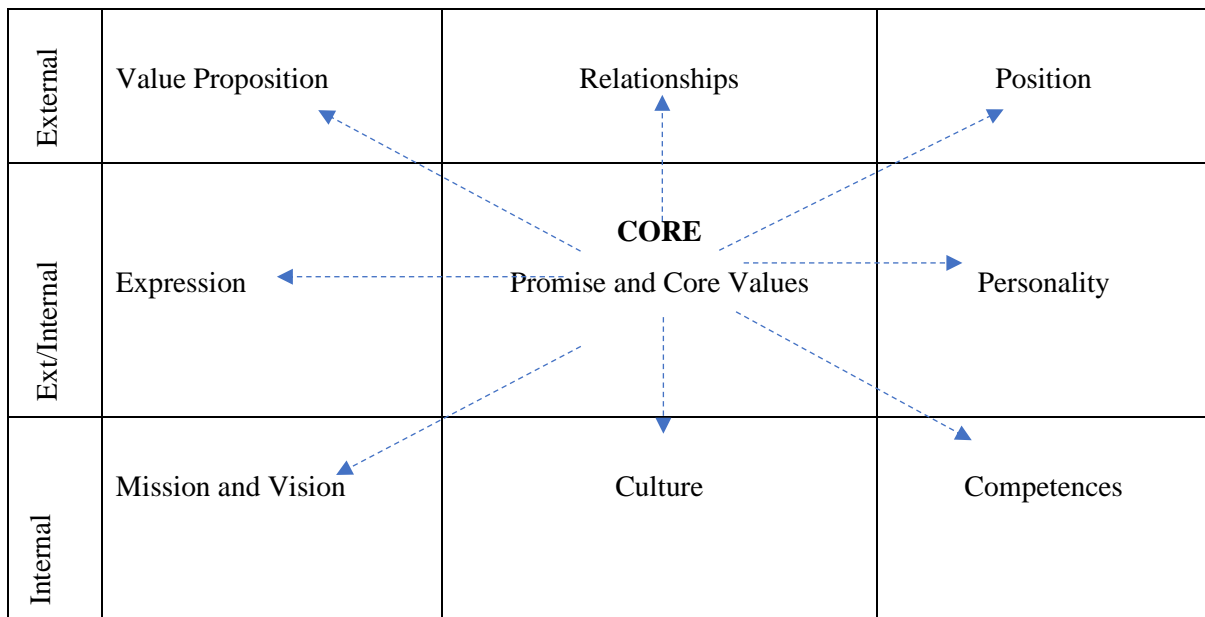 External
Value Proposition
Relationships
Position
Ext/Internal
CORE
Expression
Promise and Core Values
Personality
Internal
Mission and Vision
Culture
Competences